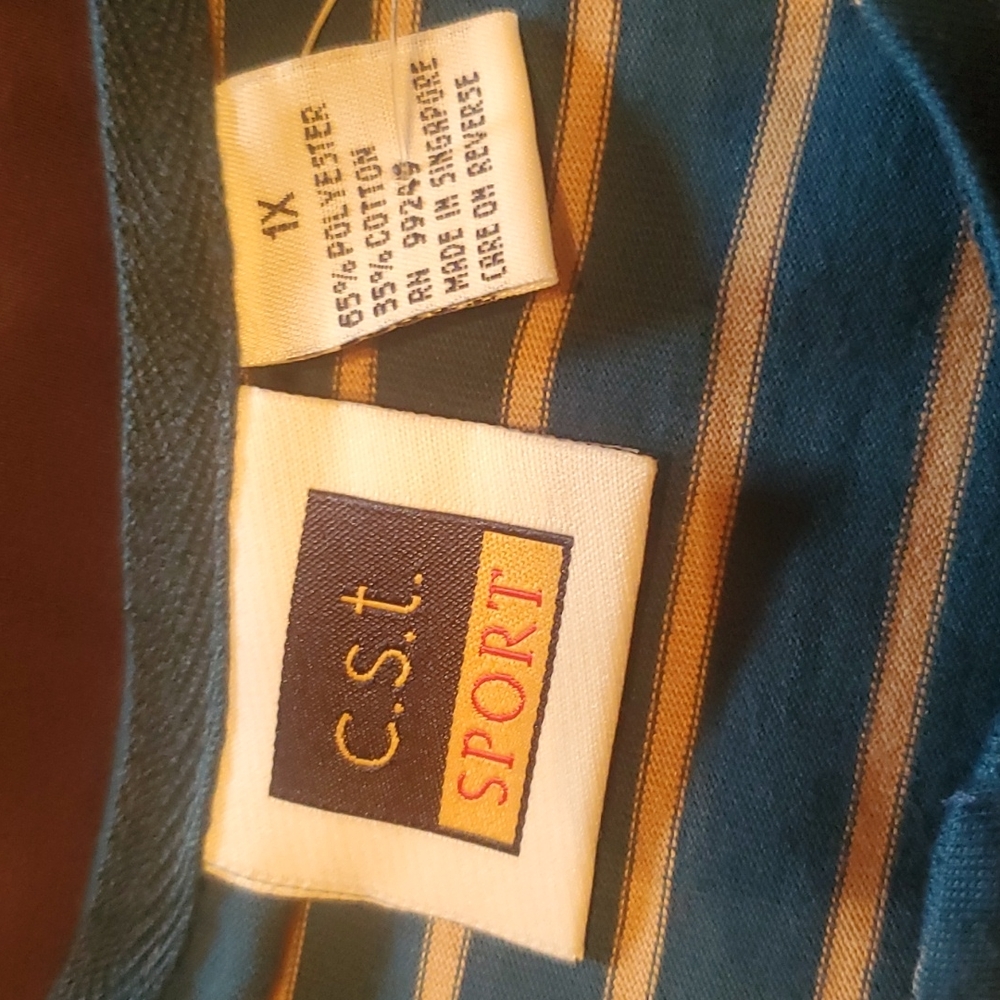 1X
65% POLYESTER
35% COTTON
RN 99249
MADE IN SINGAPORE
CARE ON REVERSE
c.s.t.
SPORT